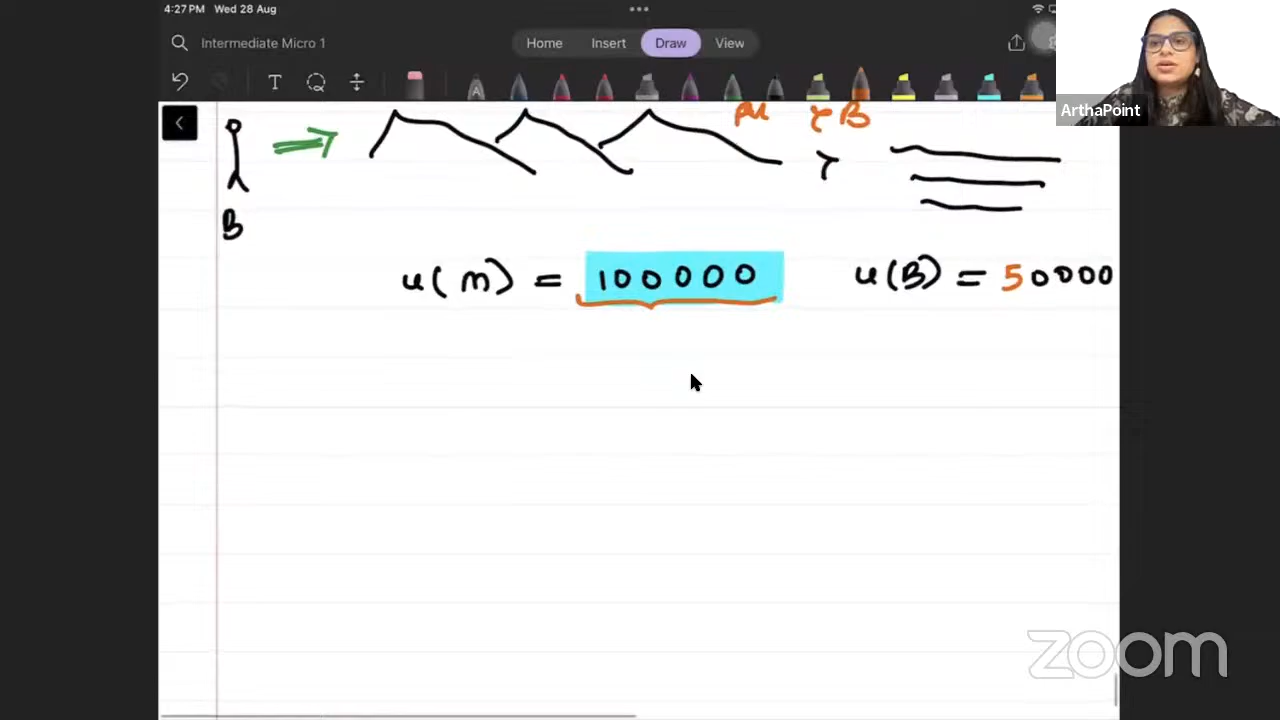 4:27 PM Wed 28 Aug
Intermediate Micro 1
Home Insert Draw View
ArthaPoint
M ≻ B
≻
B
u(m) = 100000 u(B) = 50000
zoom